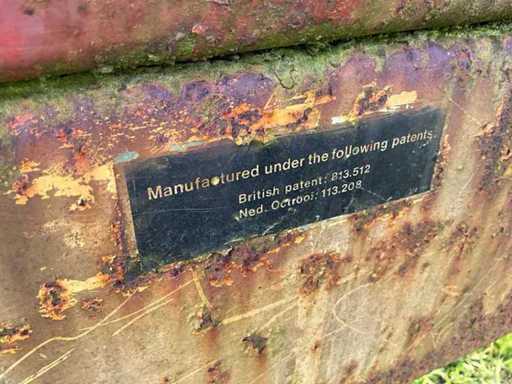 Manufactured under the following patents:
British patent: 813.512
Ned. Octrooi: 113.208